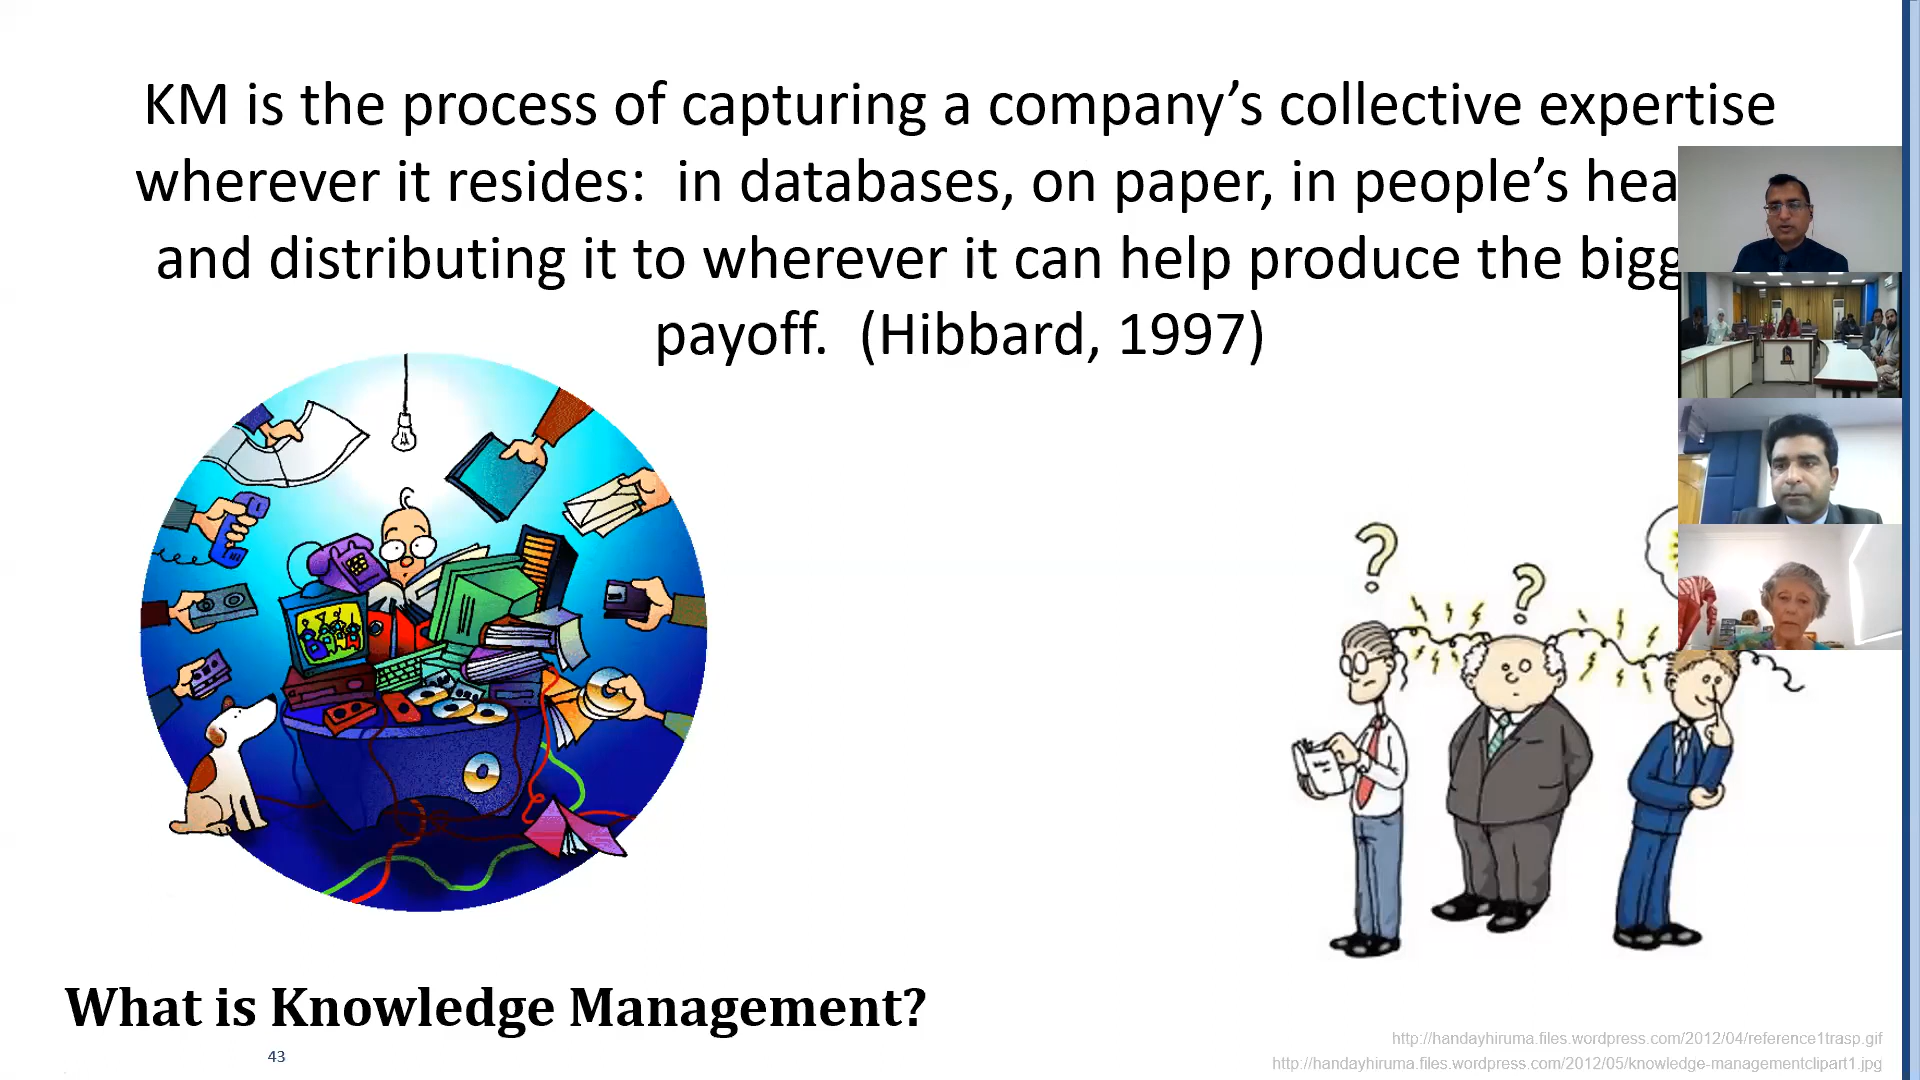 KM is the process of capturing a company’s collective expertise
wherever it resides:  in databases, on paper, in people’s
and distributing it to wherever it can help produce the
payoff.  (Hibbard, 1997)
What is Knowledge Management?
43
http://handayhiruma.files.wordpress.com/2012/04/reference1trasp.gif
http://handayhiruma.files.wordpress.com/2012/05/knowledge-managementclipart1.jpg